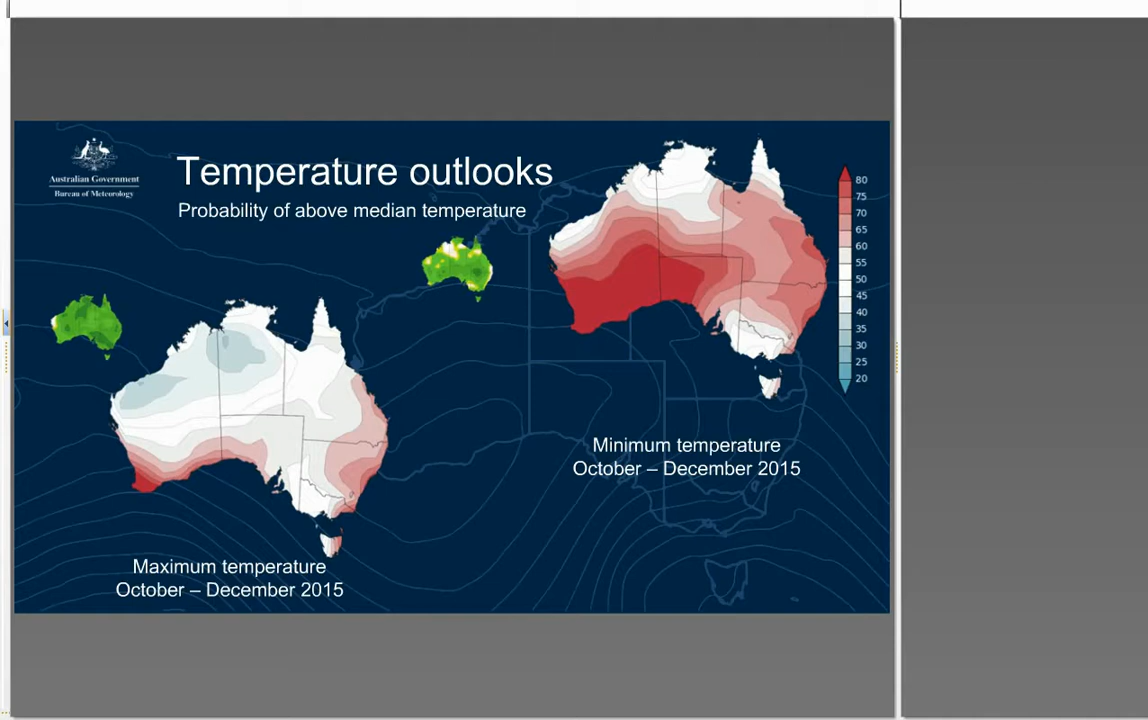 Australian Government
Bureau of Meteorology
Temperature outlooks
Probability of above median temperature
80
75
70
65
60
55
50
45
40
35
30
25
20
Minimum temperature
October – December 2015
Maximum temperature
October – December 2015